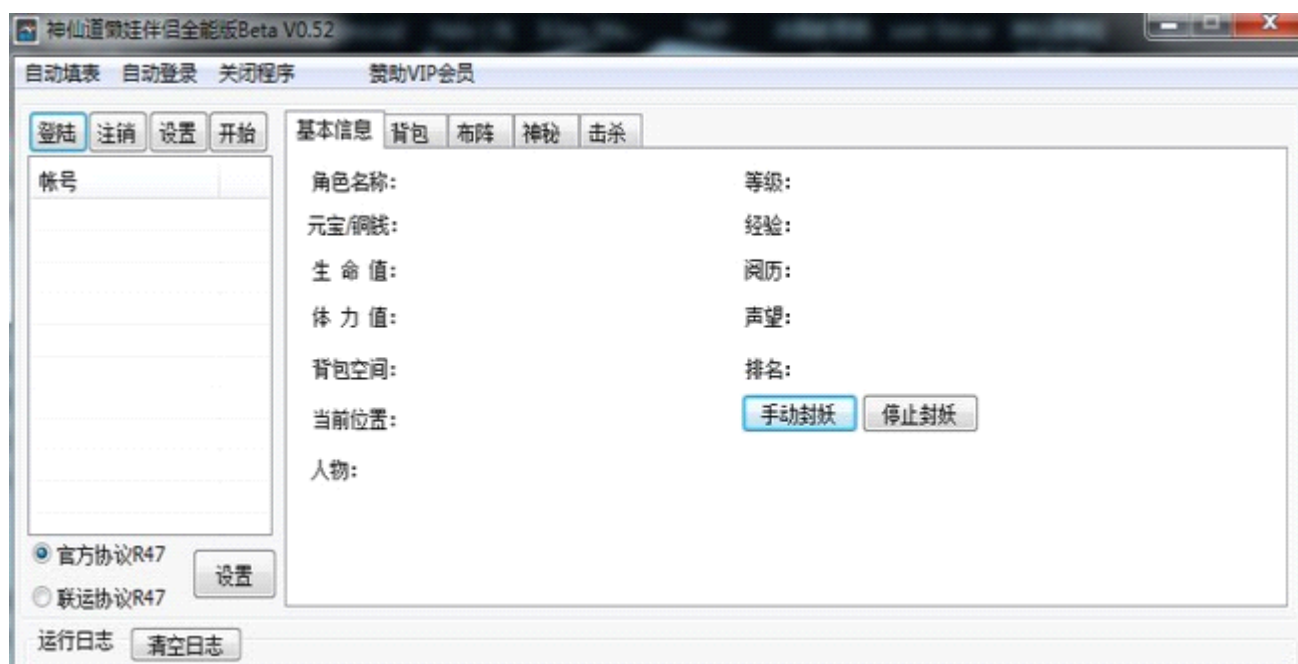 神仙道懒娃伴侣全能版Beta V0.52
自动填表 自动登录 关闭程序 赞助VIP会员
登陆 注销 设置 开始
基本信息 背包 布阵 神秘 击杀
帐号
角色名称： 等级：
元宝/铜钱： 经验：
生 命 值： 阅历：
体 力 值： 声望：
背包空间： 排名：
当前位置： 手动封妖 停止封妖
人物：
官方协议R47
设置
联运协议R47
运行日志 清空日志